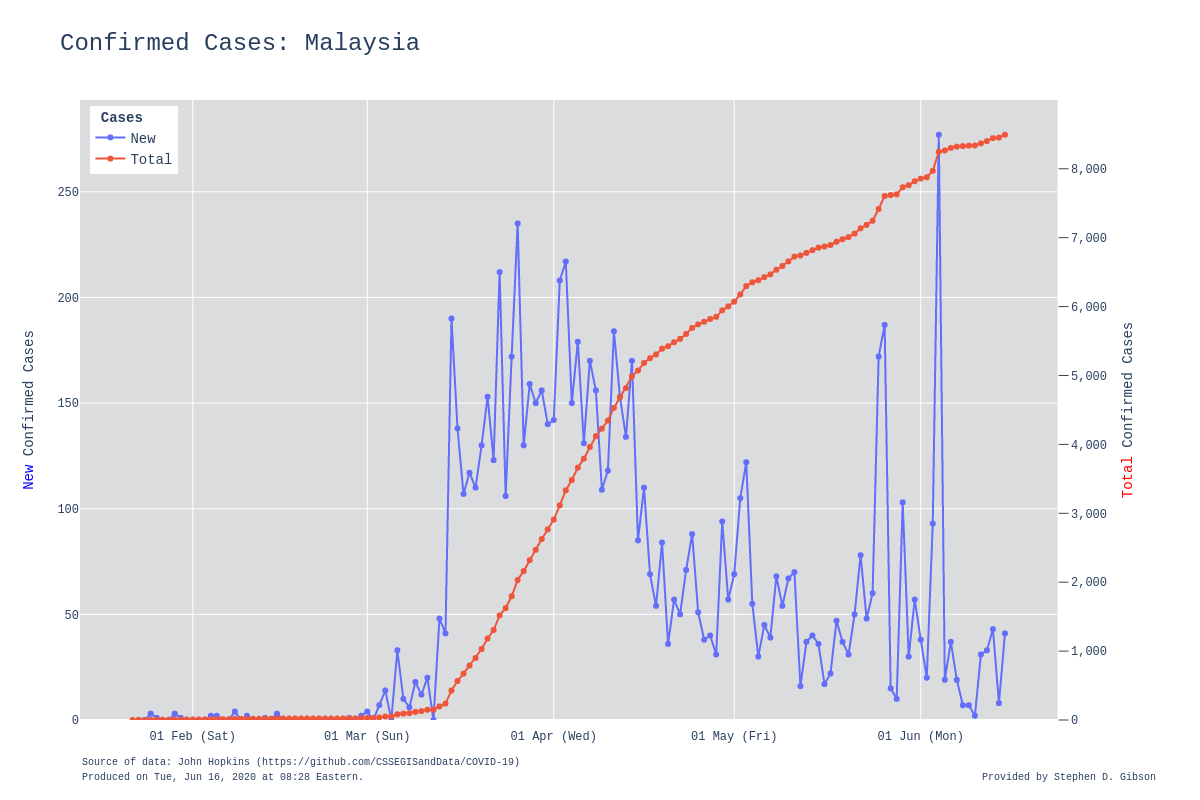 Confirmed Cases: Malaysia
Cases
New
Total
250
200
150
100
50
0
8,000
7,000
6,000
5,000
4,000
3,000
2,000
1,000
0
New Confirmed Cases
Total Confirmed Cases
01 Feb (Sat)
01 Mar (Sun)
01 Apr (Wed)
01 May (Fri)
01 Jun (Mon)
Source of data: John Hopkins (https://github.com/CSSEGISandData/COVID-19)
Produced on Tue, Jun 16, 2020 at 08:28 Eastern.
Provided by Stephen D. Gibson